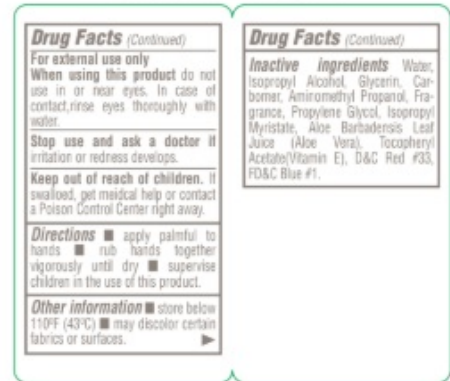 Drug Facts (Continued)
For external use only
When using this product do not
use in or near eyes. In case of
contact,rinse eyes thoroughly with
water.
Stop use and ask a doctor if
irritation or redness develops.
Keep out of reach of children. If
swalloed, get meidcal help or contact
a Poison Control Center right away.
Directions ■ apply palmful to
hands ■ rub hands together
vigorously until dry ■ supervise
children in the use of this product.
Other information ■ store below
110ºF (43ºC) ■ may discolor certain
fabrics or surfaces. ►
Drug Facts (Continued)
Inactive ingredients Water,
Isopropyl Alcohol, Glycerin, Car-
bomer, Amiromethyl Propanol, Fra-
grance, Propylene Glycol, Isopropyl
Myristate, Aloe Barbadensis Leaf
Juice (Aloe Vera), Tocopheryl
Acetate(Vitamin E), D&C Red #33,
FD&C Blue #1.